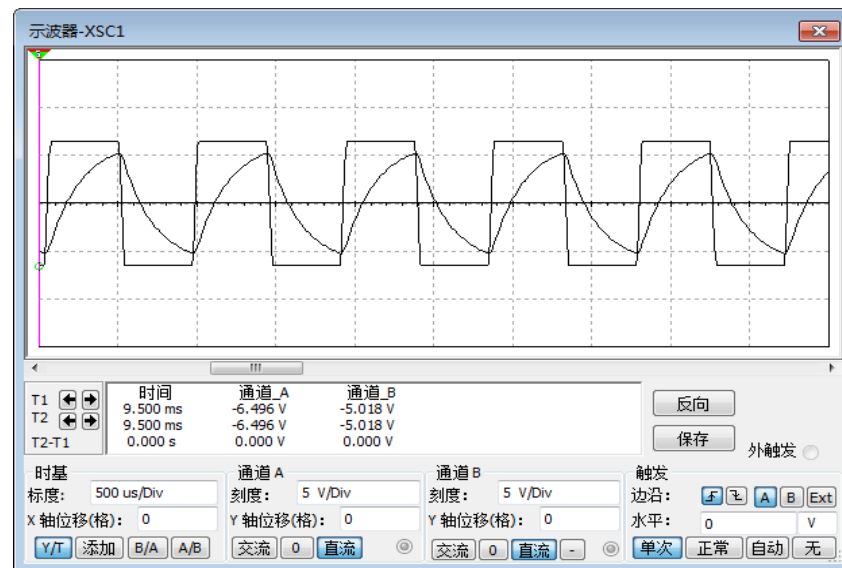 示波器-XSC1
T1
T2
T2-T1
时间 通道_A 通道_B
9.500 ms -6.496 V -5.018 V
9.500 ms -6.496 V -5.018 V
0.000 s 0.000 V 0.000 V
反向
保存
外触发
时基
标度: 500 us/Div
X 轴位移(格): 0
Y/T 添加 B/A A/B
通道 A
刻度: 5 V/Div
Y 轴位移(格): 0
交流 0 直流
通道 B
刻度: 5 V/Div
Y 轴位移(格): 0
交流 0 直流 -
触发
边沿: A B Ext
水平: 0 V
单次 正常 自动 无